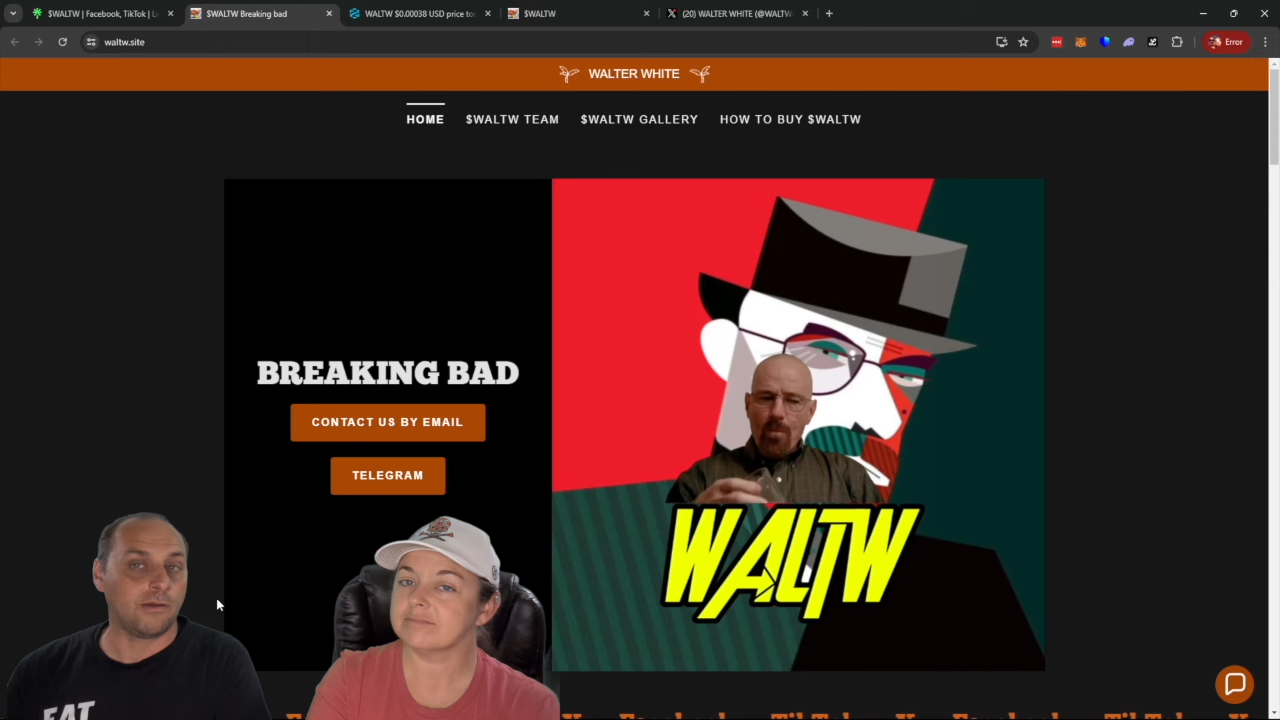 $WALTW | Facebook, TikTok | L
$WALTW Breaking bad
WALTW $0.00038 USD price to
$WALTW
(20) WALTER WHITE (@WALTW
waltw.site
Error
WALTER WHITE
HOME
$WALTW TEAM
$WALTW GALLERY
HOW TO BUY $WALTW
BREAKING BAD
CONTACT US BY EMAIL
TELEGRAM
WALTW
EAT